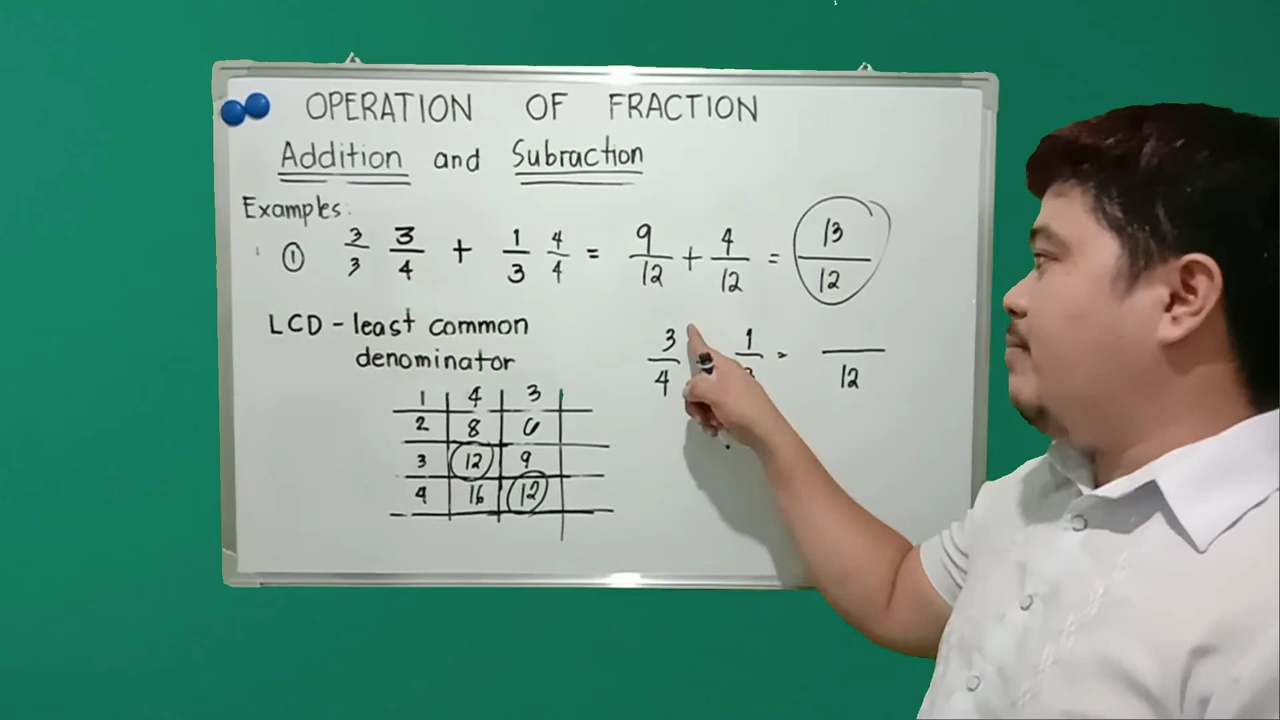 OPERATION OF FRACTION
Addition and Subraction
Examples:
① 3/3 3/4 + 1/3 4/4 = 9/12 + 4/12 = 13/12
LCD - least common
denominator
3/4 1/3 = /12
1 4 3
2 8 6
3 12 9
4 16 12